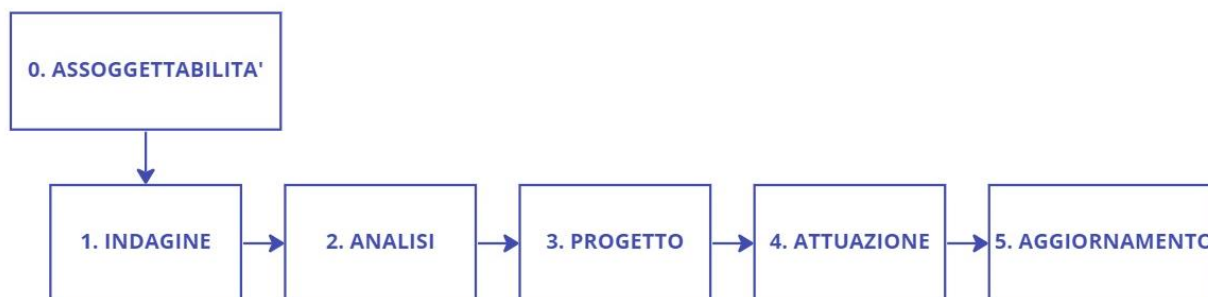 0. ASSOGGETTABILITA'
1. INDAGINE
2. ANALISI
3. PROGETTO
4. ATTUAZIONE
5. AGGIORNAMENTO